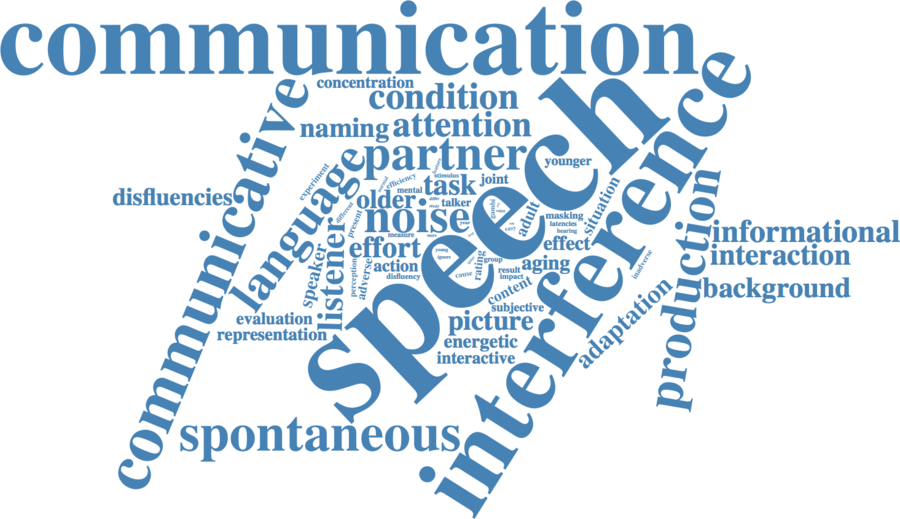 communication
concentration
condition
communicative
naming
attention
partner
younger
language
experiment
efficiency
stimulus
joint
mental
task
disfluencies
older
talker
noise
adult
masking
latencies
hearing
situation
different
present
measure
listener
effort
effect
informational
interaction
speech
interference
production
young
ignore
speaker
perception
adverse
action
disfluency
rating
group
cause
result
impact
aging
easy
inadverse
content
subjective
background
evaluation
representation
picture
energetic
interactive
adaptation
spontaneous